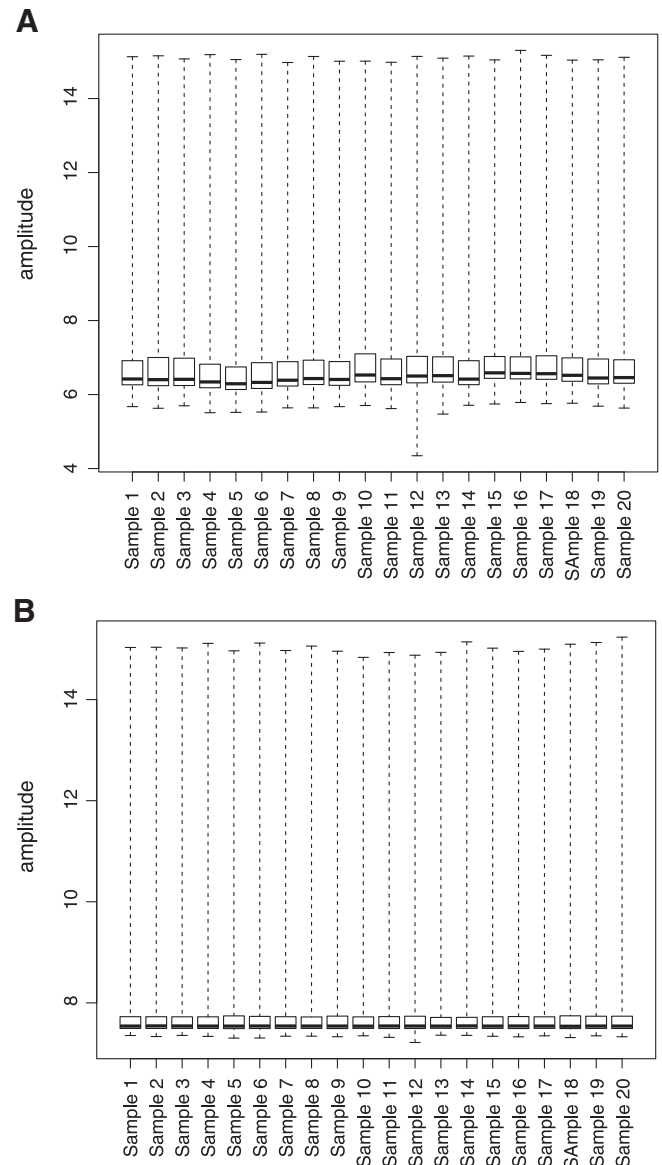 A
amplitude
14
12
10
8
6
4
Sample 1
Sample 2
Sample 3
Sample 4
Sample 5
Sample 6
Sample 7
Sample 8
Sample 9
Sample 10
Sample 11
Sample 12
Sample 13
Sample 14
Sample 15
Sample 16
Sample 17
SAmple 18
Sample 19
Sample 20
B
amplitude
14
12
10
8
Sample 1
Sample 2
Sample 3
Sample 4
Sample 5
Sample 6
Sample 7
Sample 8
Sample 9
Sample 10
Sample 11
Sample 12
Sample 13
Sample 14
Sample 15
Sample 16
Sample 17
SAmple 18
Sample 19
Sample 20